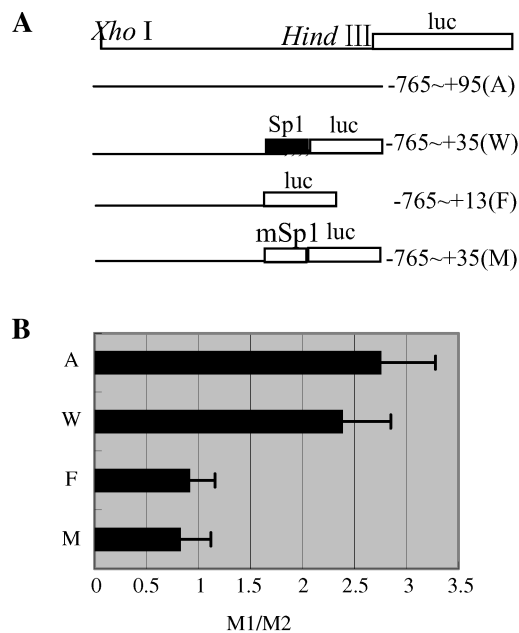 A
Xho I Hind III luc
-765~+95(A)
Sp1 luc
-765~+35(W)
luc
-765~+13(F)
mSp1 luc
-765~+35(M)
B
A
W
F
M
0 0.5 1 1.5 2 2.5 3 3.5
M1/M2